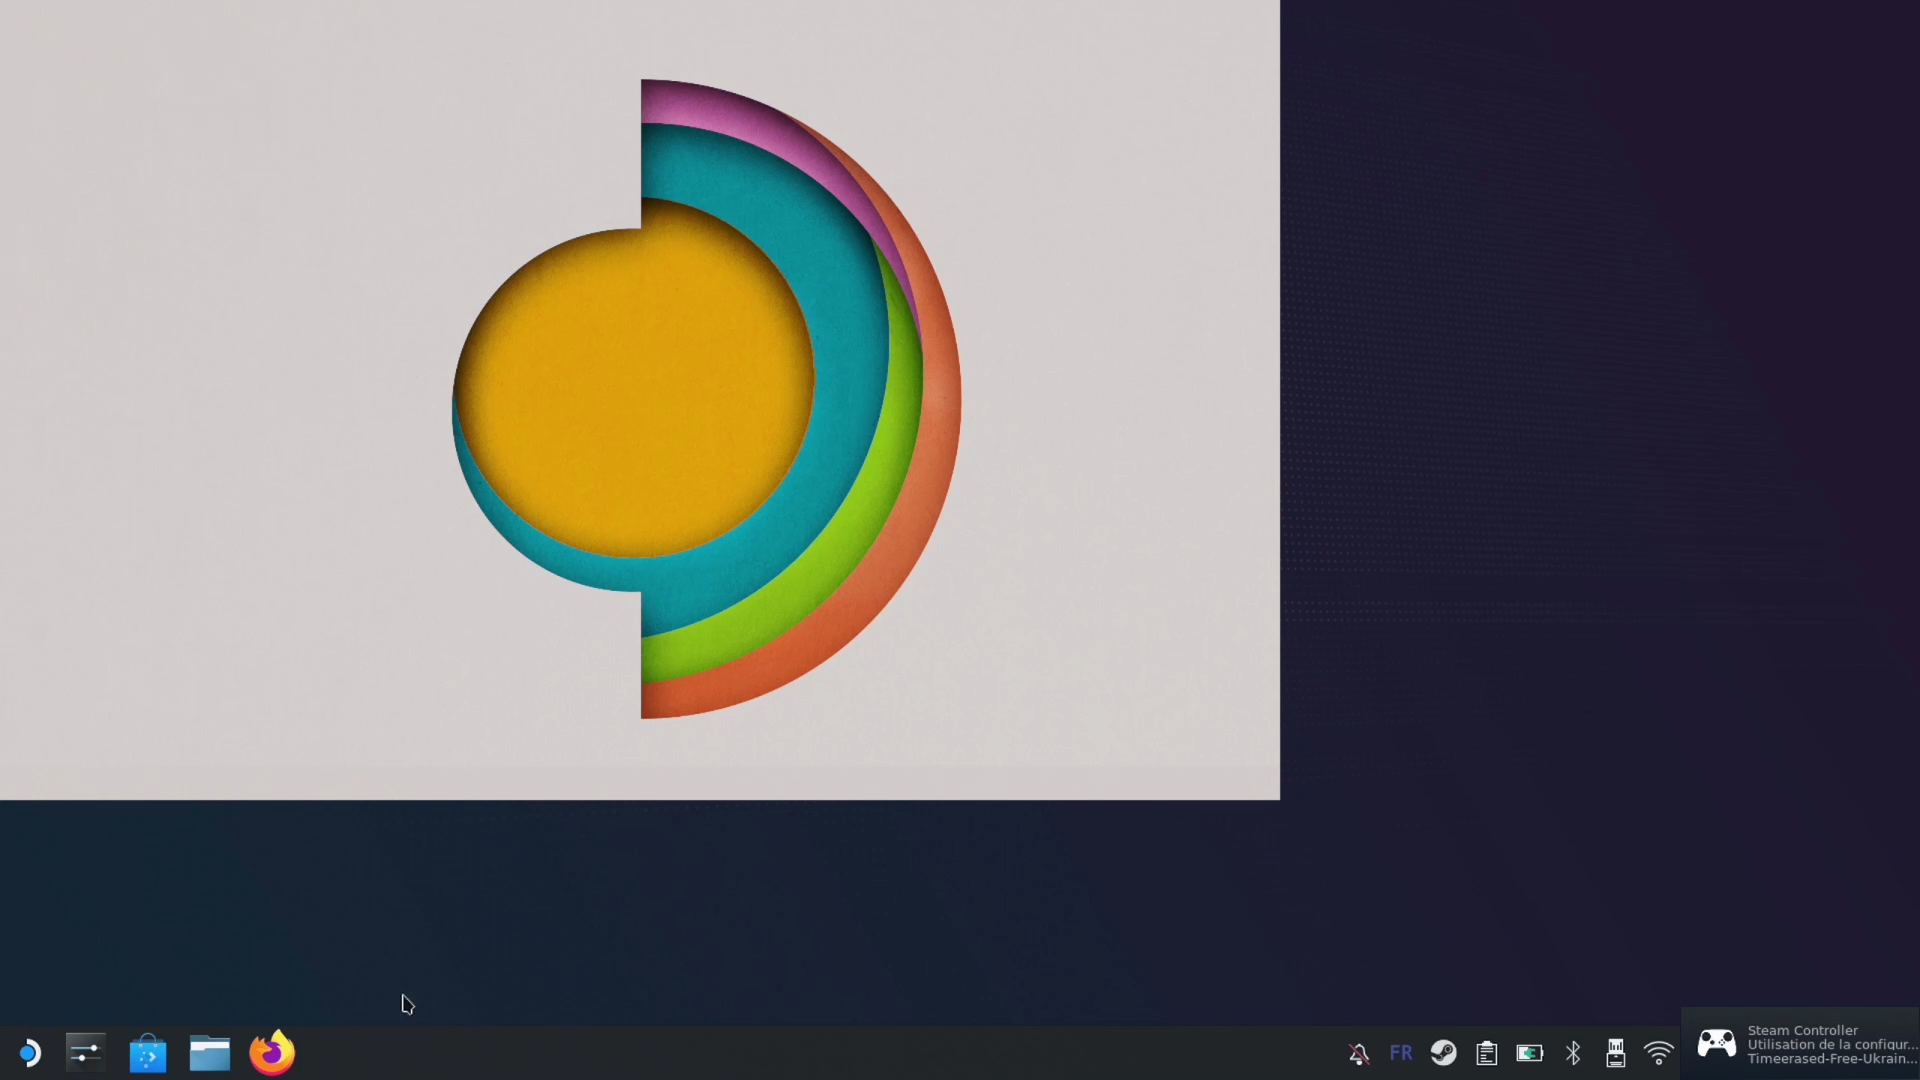 FR
Steam Controller
Utilisation de la configur...
Timeerased-Free-Ukrain...